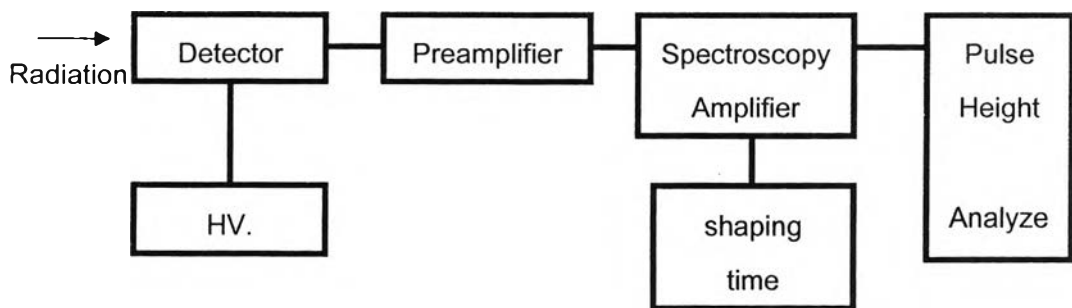 Radiation
Detector
Preamplifier
Spectroscopy
Amplifier
Pulse
Height
Analyze
HV.
shaping
time